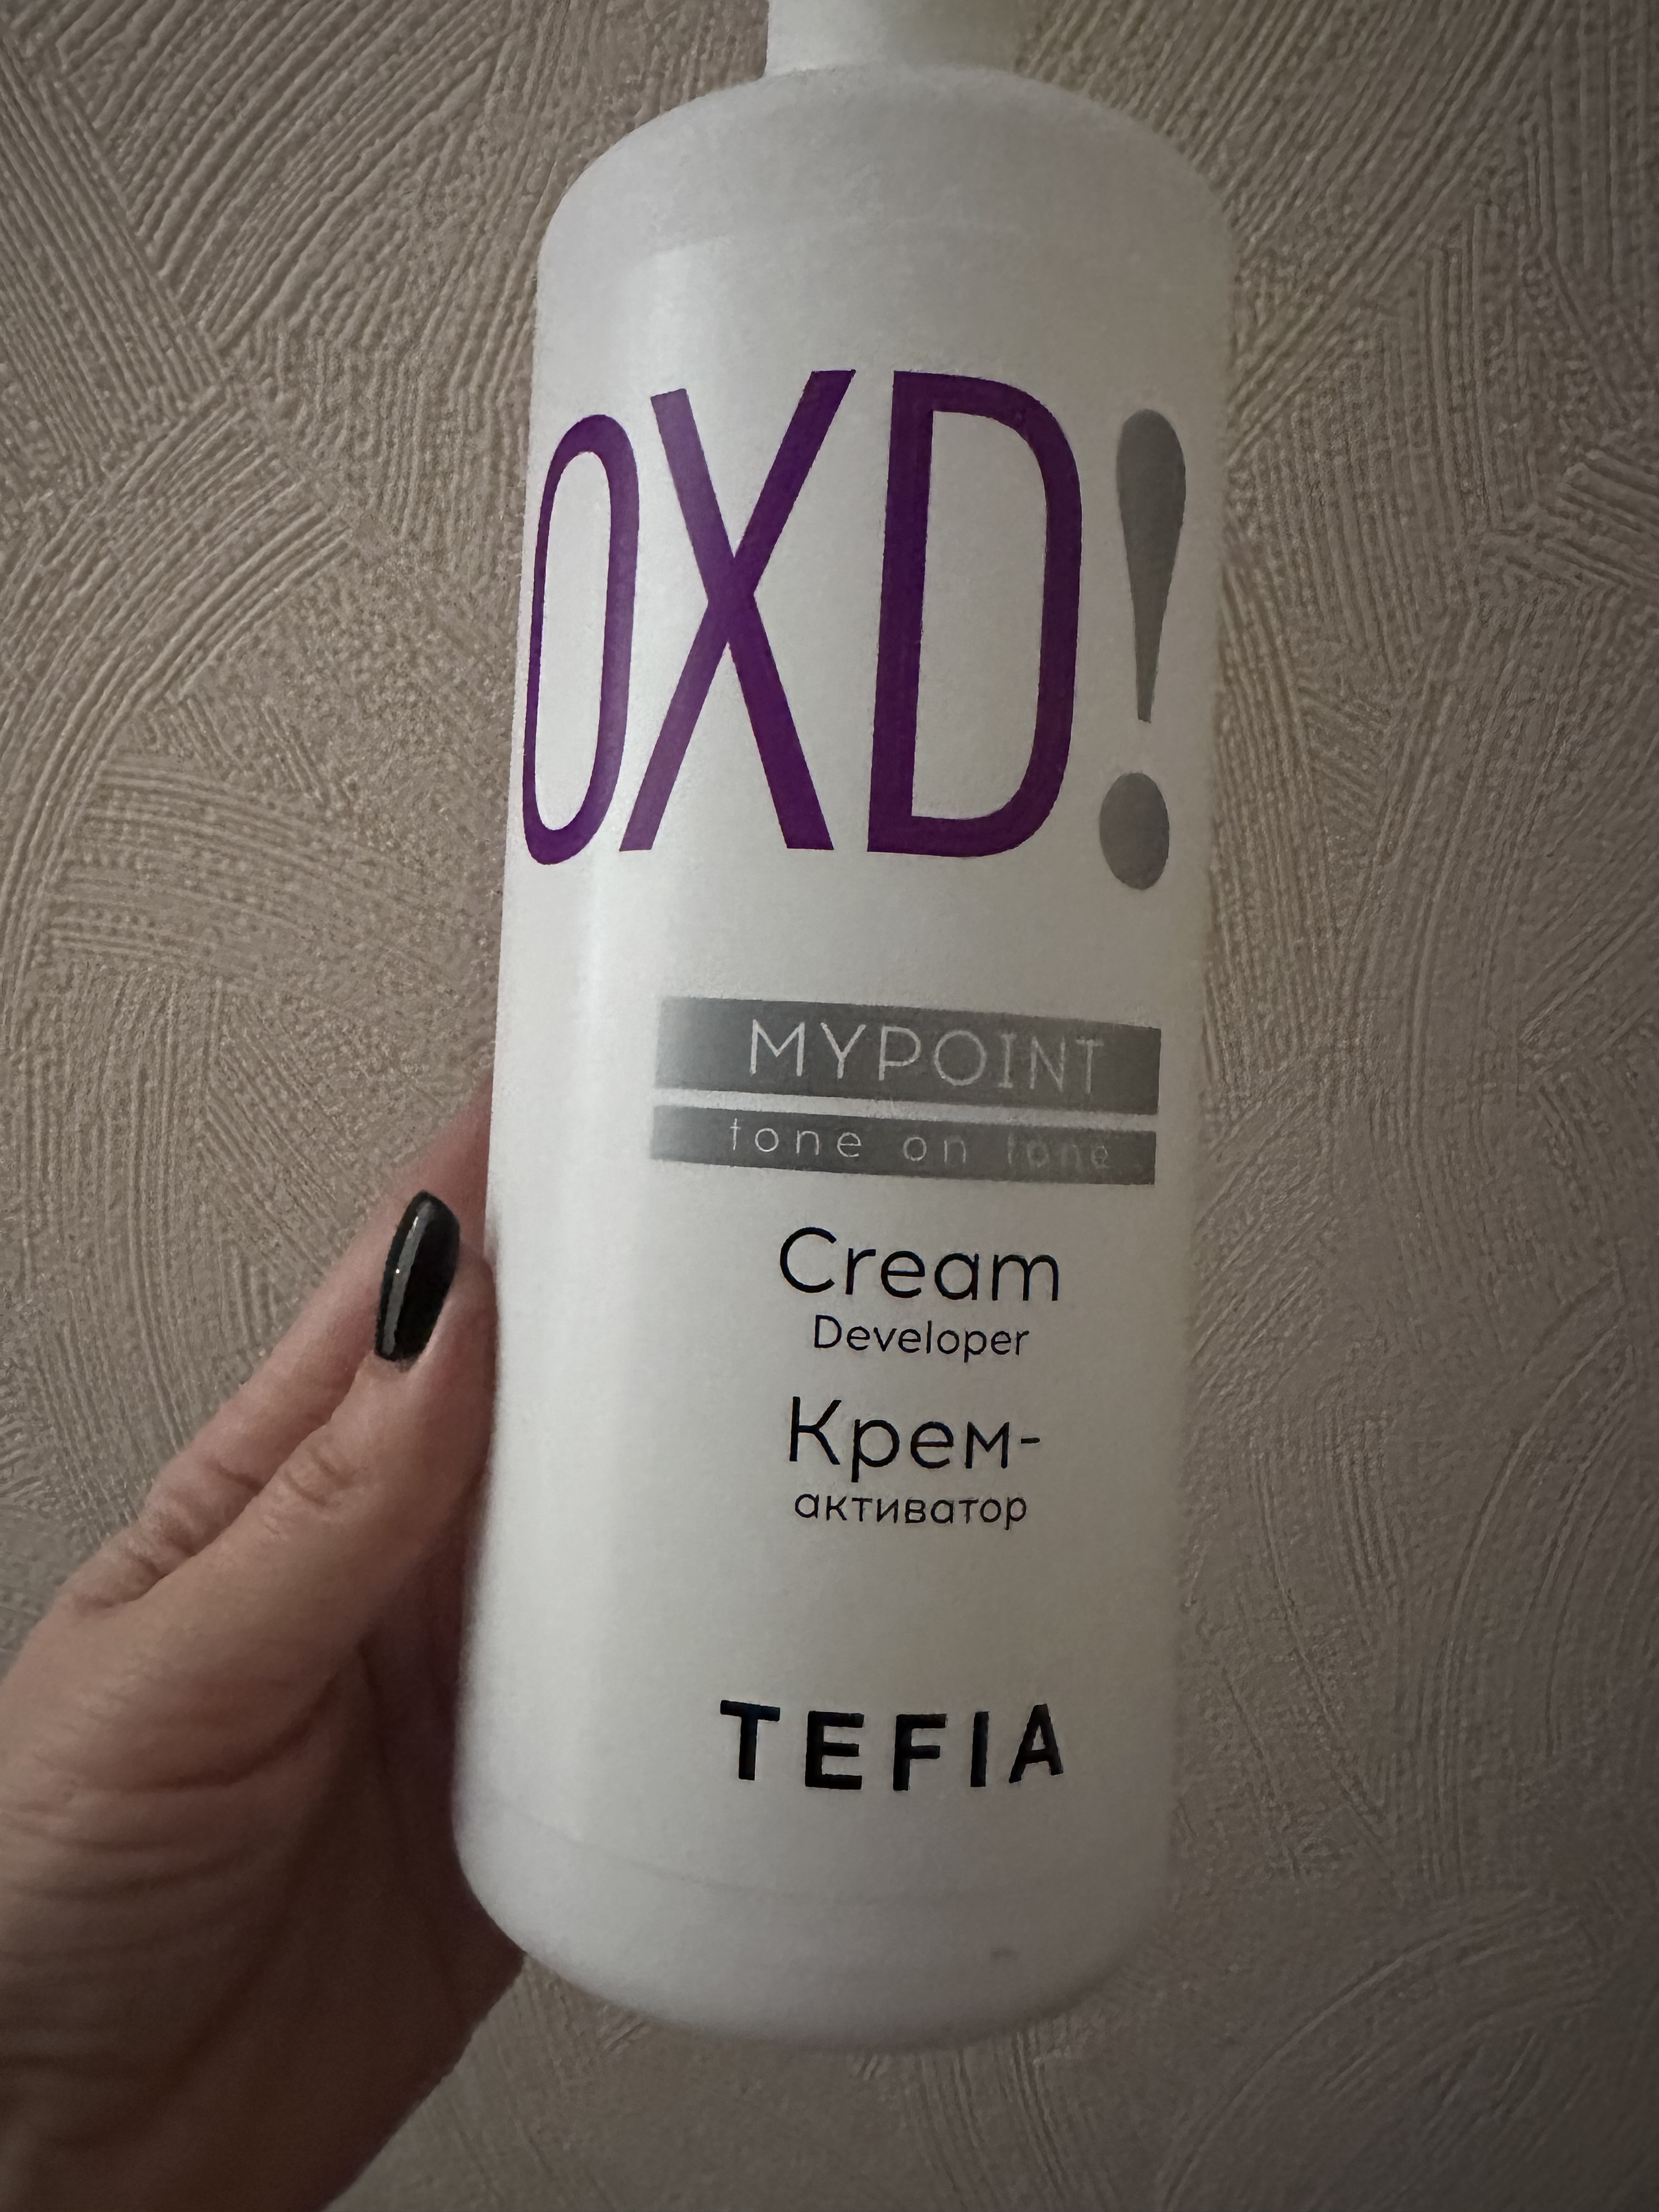 OXD!
MYPOINT
tone on tone
Cream
Developer
Крем-
активатор
TEFIA